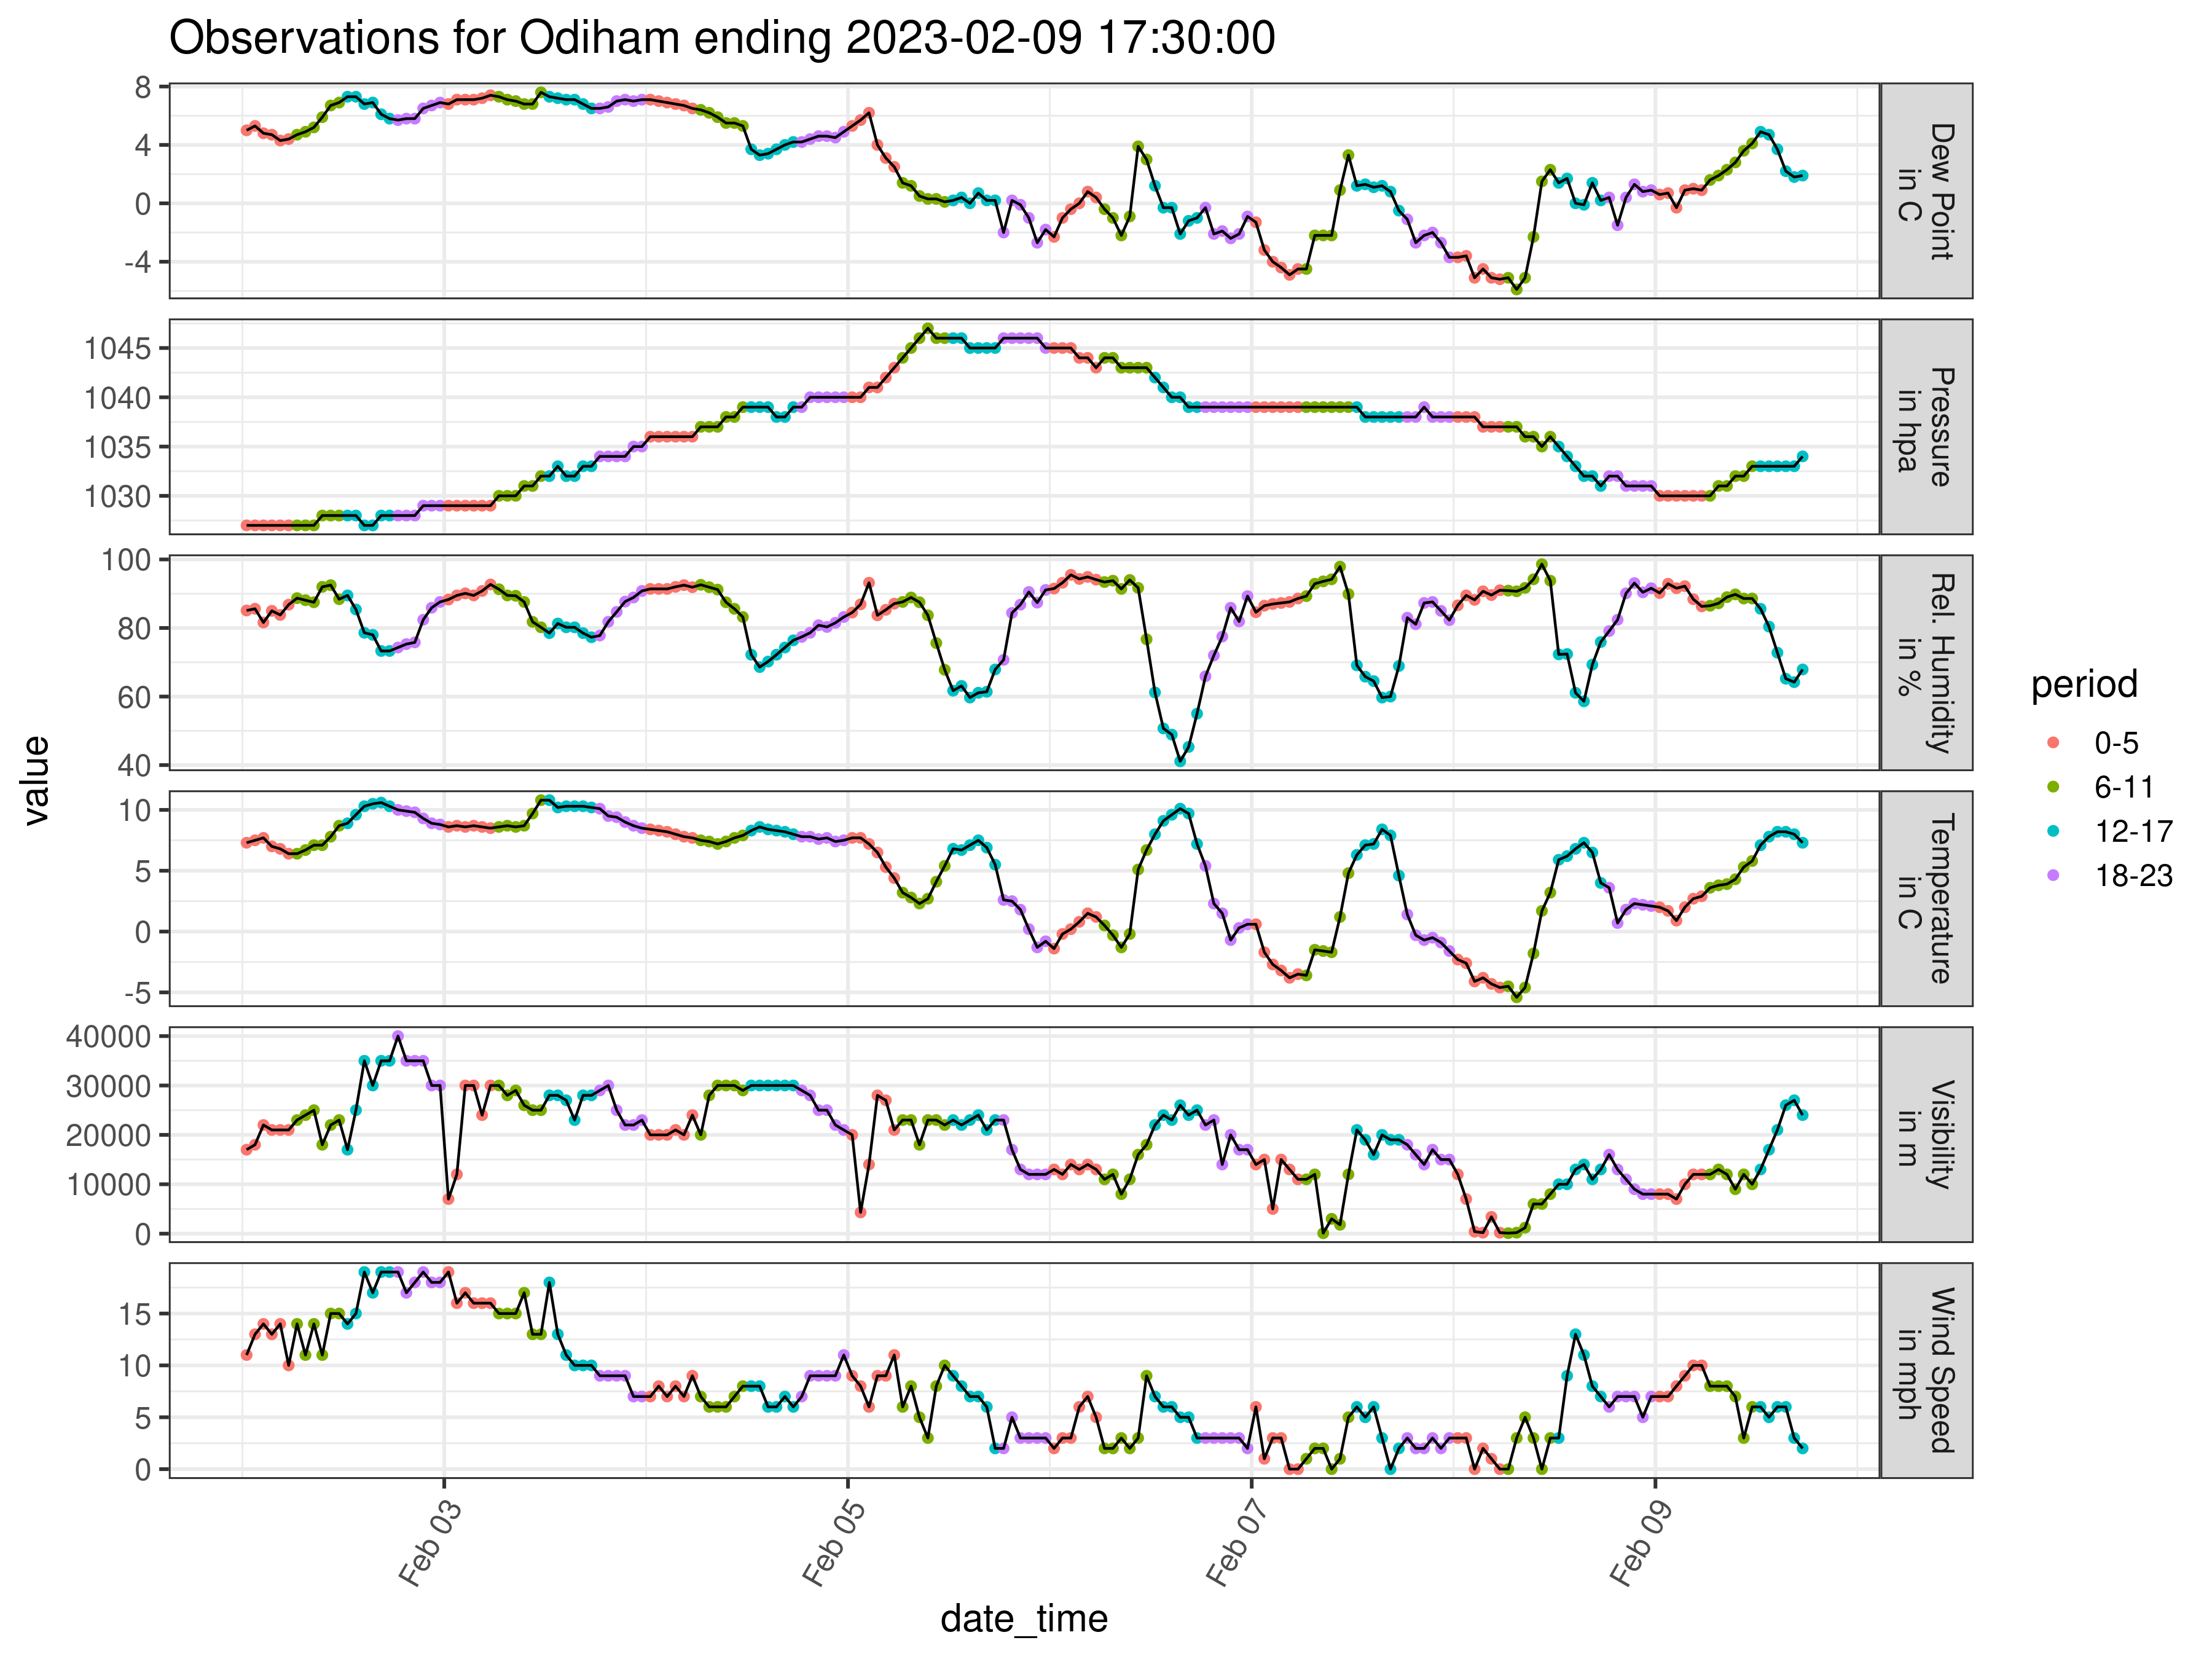 Observations for Odiham ending 2023-02-09 17:30:00
value
8
4
0
-4
Dew Point
in C
1045
1040
1035
1030
Pressure
in hpa
100
80
60
40
Rel. Humidity
in %
10
5
0
-5
Temperature
in C
40000
30000
20000
10000
0
Visibility
in m
15
10
5
0
Wind Speed
in mph
Feb 03
Feb 05
Feb 07
Feb 09
date_time
period
0-5
6-11
12-17
18-23